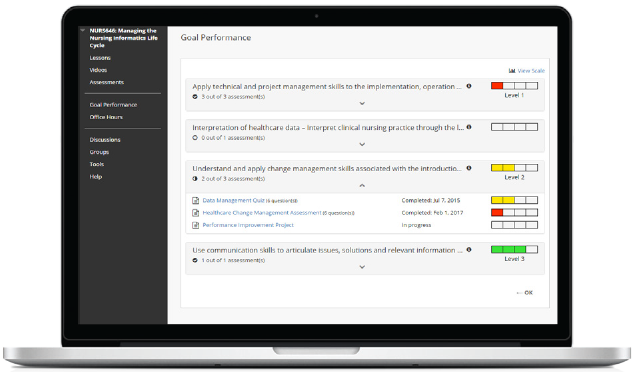 NURS646: Managing the
Nursing Informatics Life
Cycle
Lessons
Videos
Assessments
Goal Performance
Office Hours
Discussions
Groups
Tools
Help
Goal Performance
View Scale
Apply technical and project management skills to the implementation, operation ...
3 out of 3 assessment(s)
Level 1
Interpretation of healthcare data – Interpret clinical nursing practice through the l...
0 out of 1 assessment(s)
Understand and apply change management skills associated with the introductio...
2 out of 3 assessment(s)
Level 2
Data Management Quiz (6 question(s)) Completed: Jul 7, 2015
Healthcare Change Management Assessment (5 question(s)) Completed: Feb 1, 2017
Performance Improvement Project In progress
Use communication skills to articulate issues, solutions and relevant information ...
1 out of 1 assessment(s)
Level 3
← OK